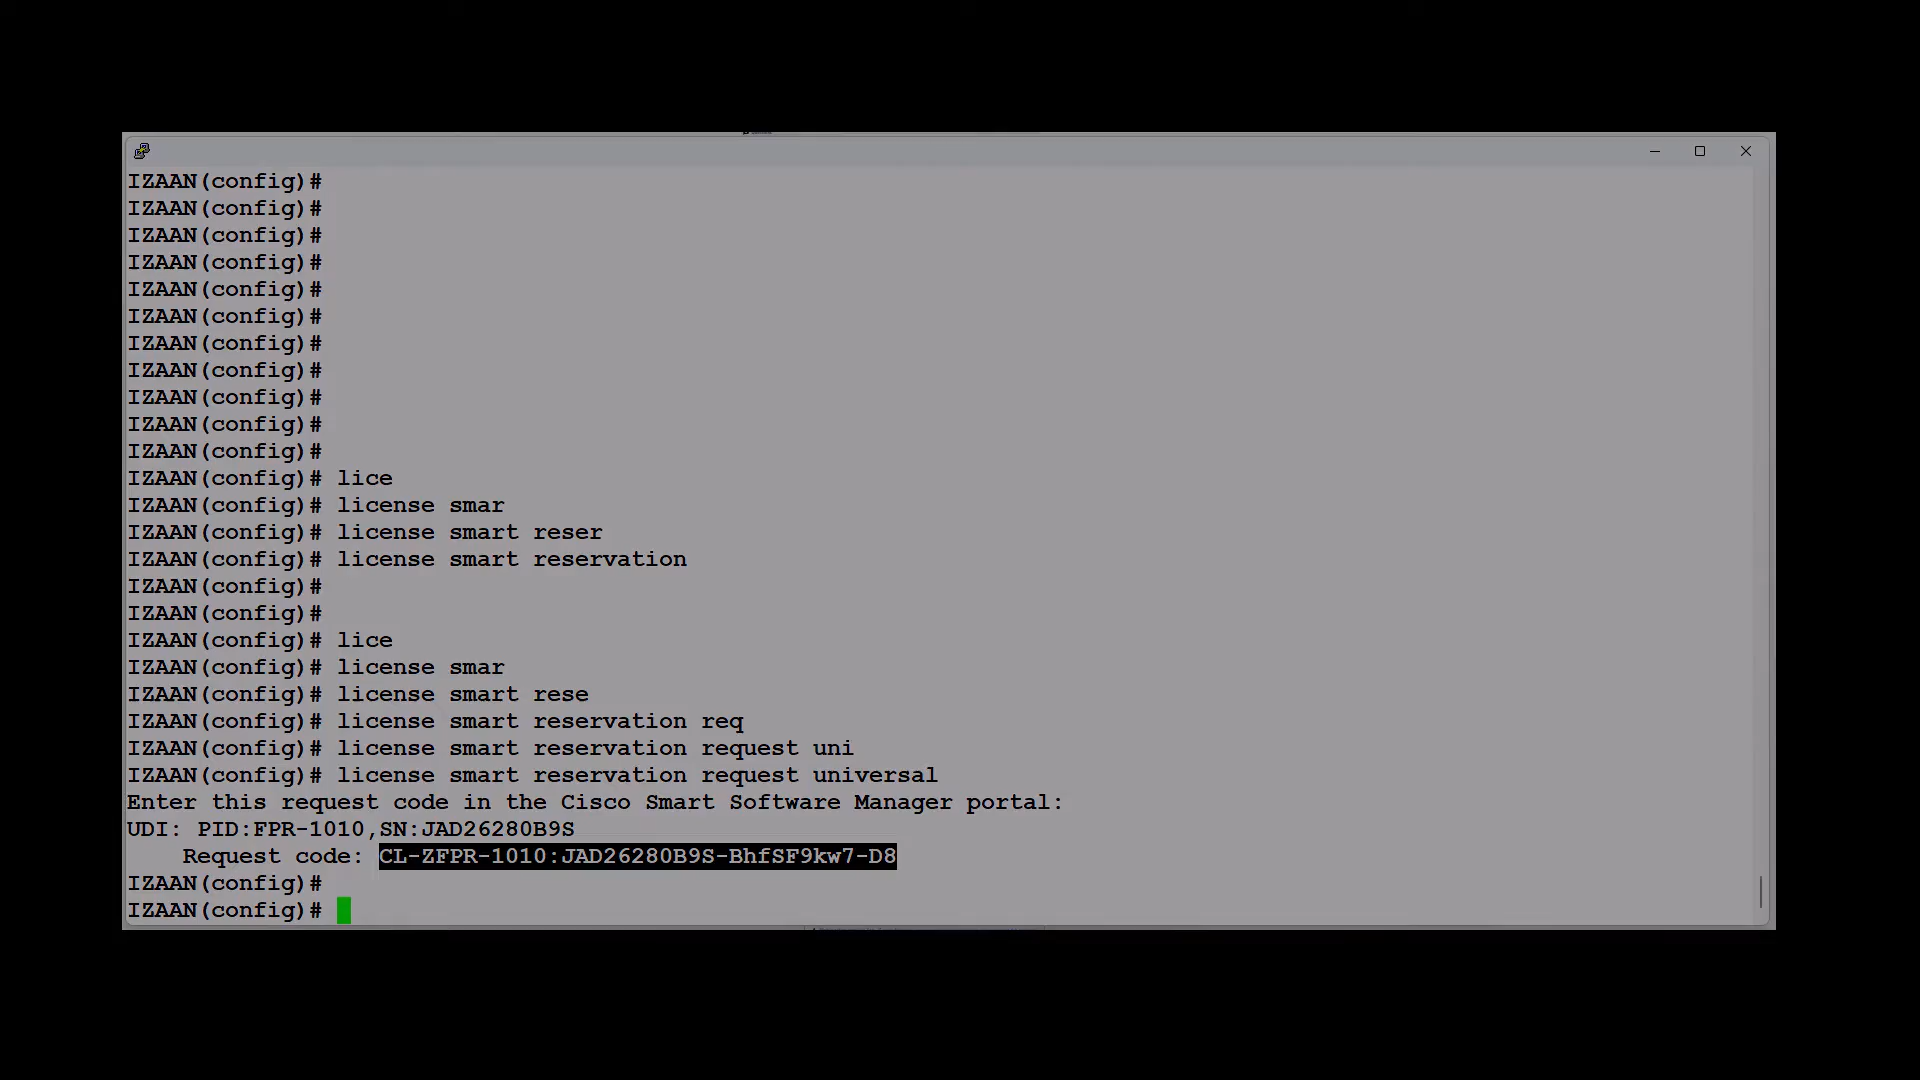 IZAAN(config)#
IZAAN(config)#
IZAAN(config)#
IZAAN(config)#
IZAAN(config)#
IZAAN(config)#
IZAAN(config)#
IZAAN(config)#
IZAAN(config)#
IZAAN(config)#
IZAAN(config)#
IZAAN(config)# lice
IZAAN(config)# license smar
IZAAN(config)# license smart reser
IZAAN(config)# license smart reservation
IZAAN(config)#
IZAAN(config)#
IZAAN(config)# lice
IZAAN(config)# license smar
IZAAN(config)# license smart rese
IZAAN(config)# license smart reservation req
IZAAN(config)# license smart reservation request uni
IZAAN(config)# license smart reservation request universal
Enter this request code in the Cisco Smart Software Manager portal:
UDI: PID:FPR-1010,SN:JAD26280B9S
Request code: CL-ZFPR-1010:JAD26280B9S-BhfSF9kw7-D8
IZAAN(config)#
IZAAN(config)#